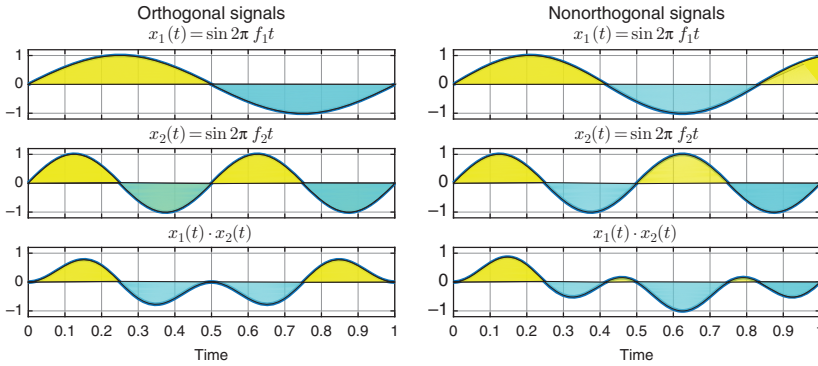 Orthogonal signals
x₁(t) = sin 2π f₁t
1
0
−1
x₂(t) = sin 2π f₂t
1
0
−1
x₁(t) · x₂(t)
1
0
−1
0 0.1 0.2 0.3 0.4 0.5 0.6 0.7 0.8 0.9 1
Time
Nonorthogonal signals
x₁(t) = sin 2π f₁t
1
0
−1
x₂(t) = sin 2π f₂t
1
0
−1
x₁(t) · x₂(t)
1
0
−1
0 0.1 0.2 0.3 0.4 0.5 0.6 0.7 0.8 0.9 1
Time